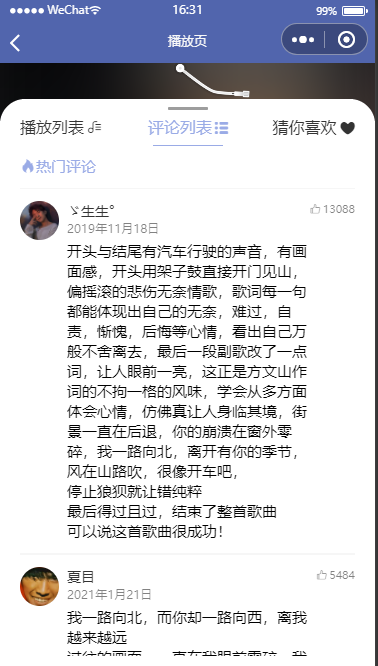 WeChat 16:31 99%
播放页
播放列表 评论列表 猜你喜欢
热门评论
ゞ生生° 13088
2019年11月18日
开头与结尾有汽车行驶的声音，有画
面感，开头用架子鼓直接开门见山，
偏摇滚的悲伤无奈情歌，歌词每一句
都能体现出自己的无奈，难过，自
责，惭愧，后悔等心情，看出自己万
般不舍离去，最后一段副歌改了一点
词，让人眼前一亮，这正是方文山作
词的不拘一格的风味，学会从多方面
体会心情，仿佛真让人身临其境，街
景一直在后退，你的崩溃在窗外零
碎，我一路向北，离开有你的季节，
风在山路吹，很像开车吧，
停止狼狈就让错纯粹
最后得过且过，结束了整首歌曲
可以说这首歌曲很成功！
夏目 5484
2021年1月21日
我一路向北，而你却一路向西，离我
越来越远